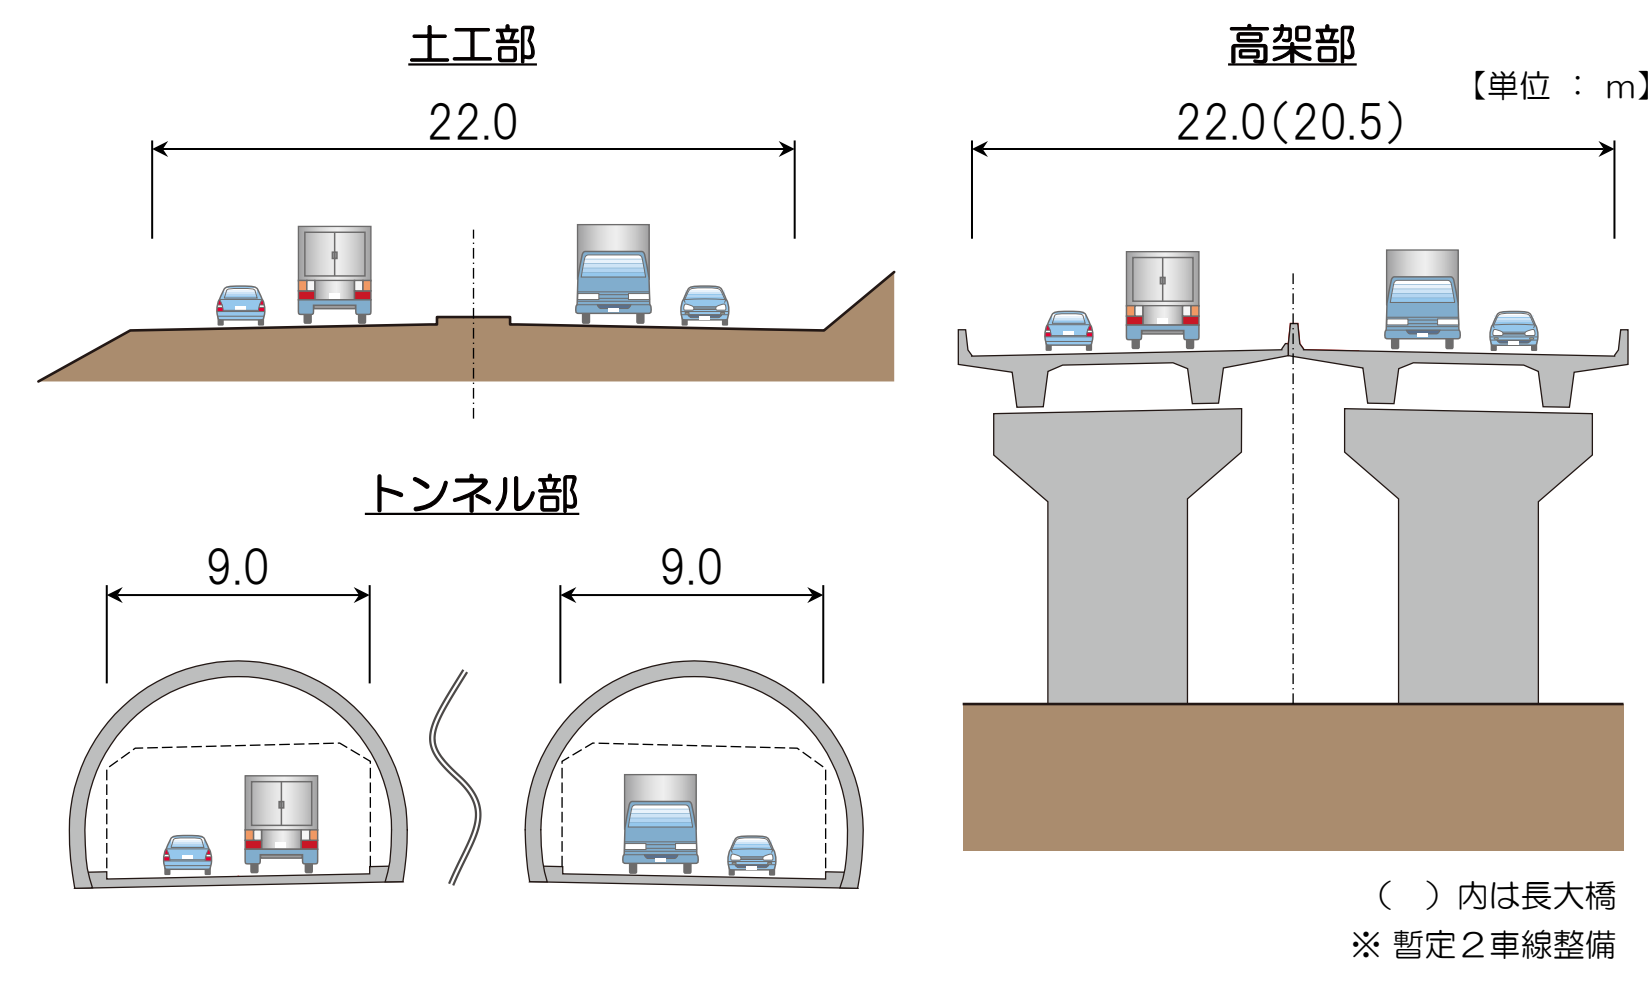 土工部
22.0
高架部
【単位 ： m】
22.0(20.5)
トンネル部
9.0
9.0
（　）内は長大橋
※ 暫定２車線整備